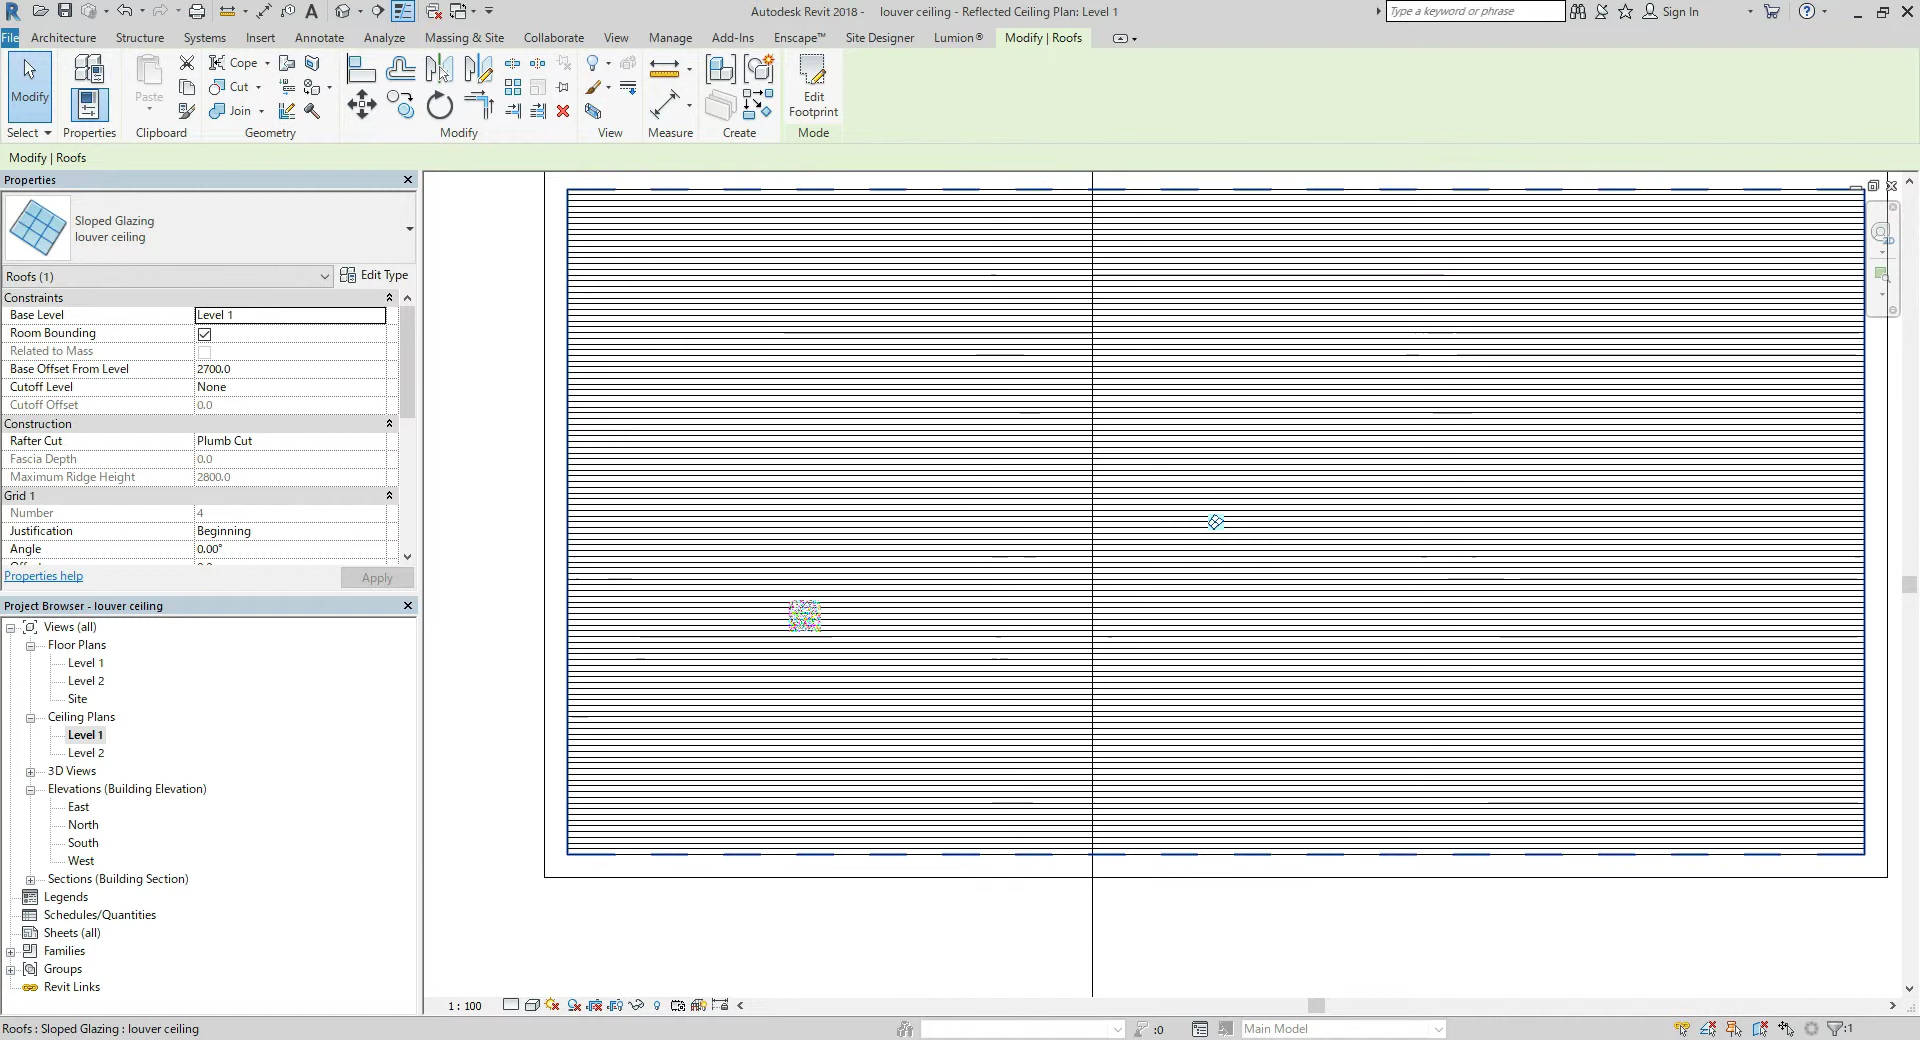 Autodesk Revit 2018 - louver ceiling - Reflected Ceiling Plan: Level 1
Type a keyword or phrase
Sign In
File Architecture Structure Systems Insert Annotate Analyze Massing & Site Collaborate View Manage Add-Ins Enscape™ Site Designer Lumion® Modify | Roofs
Modify
Paste
Cope
Cut
Join
Edit
Footprint
Select Properties Clipboard Geometry Modify View Measure Create Mode
Modify | Roofs
Properties
Sloped Glazing
louver ceiling
Roofs (1) Edit Type
Constraints
Base Level Level 1
Room Bounding
Related to Mass
Base Offset From Level 2700.0
Cutoff Level None
Cutoff Offset 0.0
Construction
Rafter Cut Plumb Cut
Fascia Depth 0.0
Maximum Ridge Height 2800.0
Grid 1
Number 4
Justification Beginning
Angle 0.00°
Properties help Apply
Project Browser - louver ceiling
Views (all)
Floor Plans
Level 1
Level 2
Site
Ceiling Plans
Level 1
Level 2
3D Views
Elevations (Building Elevation)
East
North
South
West
Sections (Building Section)
Legends
Schedules/Quantities
Sheets (all)
Families
Groups
Revit Links
2D
1 : 100
Roofs : Sloped Glazing : louver ceiling
:0
Main Model
:1